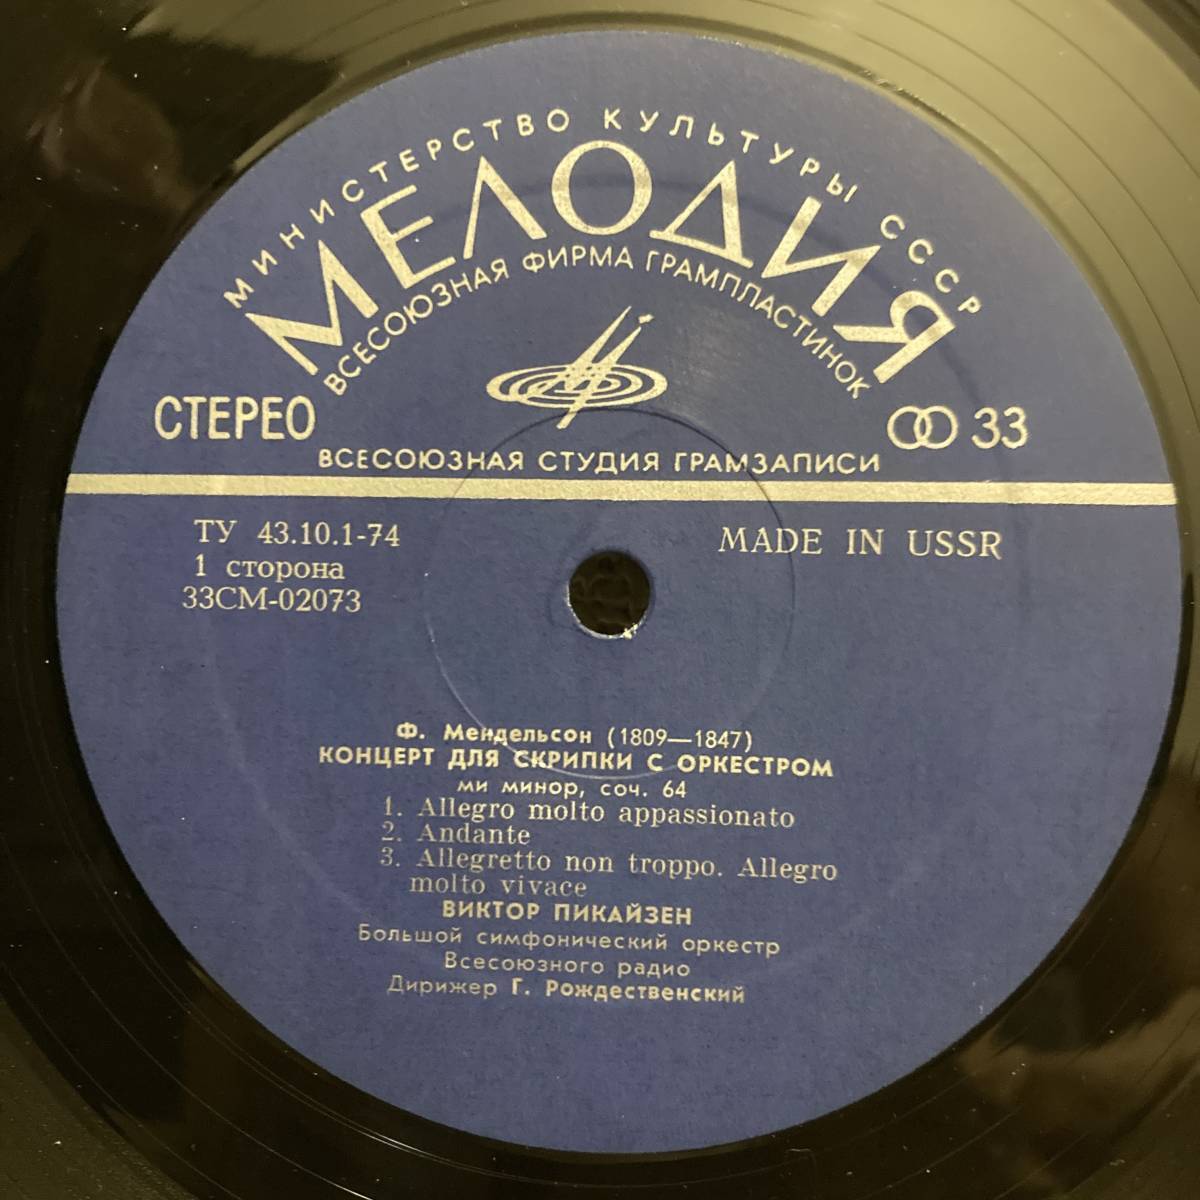 МИНИСТЕРСТВО КУЛЬТУРЫ СССР
МЕЛОДИЯ
ВСЕСОЮЗНАЯ ФИРМА ГРАМПЛАСТИНОК
СТЕРЕО
33
ВСЕСОЮЗНАЯ СТУДИЯ ГРАМЗАПИСИ
ТУ 43.10.1-74
MADE IN USSR
1 сторона
33СМ-02073
Ф. Мендельсон (1809—1847)
КОНЦЕРТ ДЛЯ СКРИПКИ С ОРКЕСТРОМ
ми минор, соч. 64
1. Allegro molto appassionato
2. Andante
3. Allegretto non troppo. Allegro
molto vivace
ВИКТОР ПИКАЙЗЕН
Большой симфонический оркестр
Всесоюзного радио
Дирижер Г. Рождественский